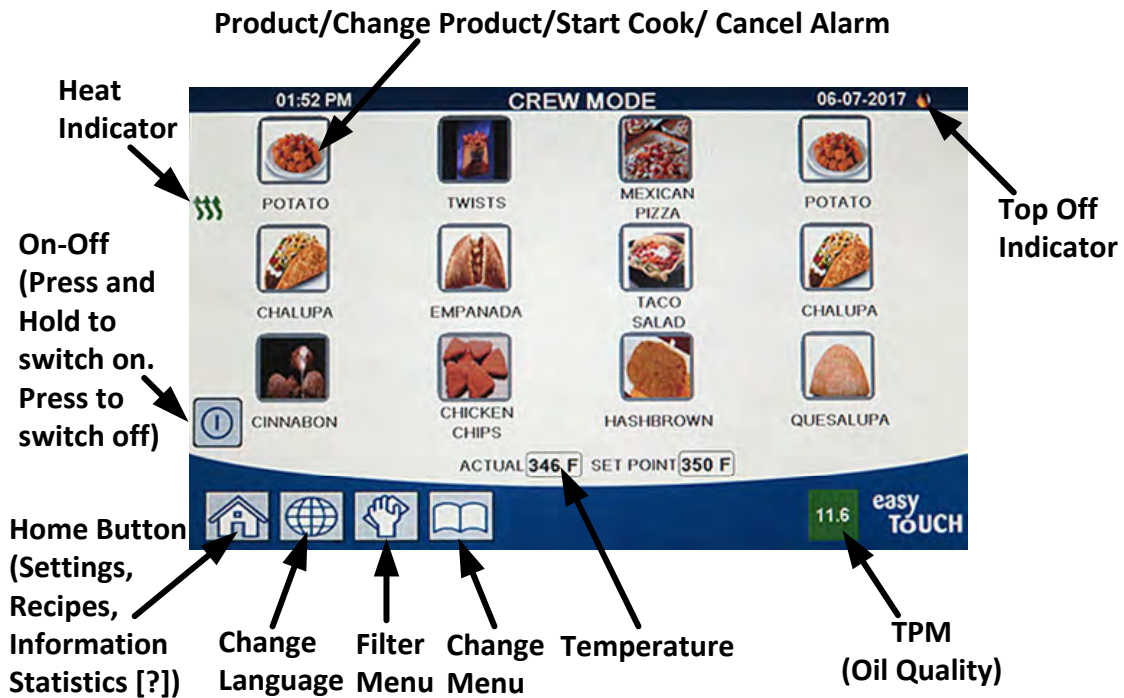 Product/Change Product/Start Cook/ Cancel Alarm
Heat
Indicator
01:52 PM
CREW MODE
06-07-2017
Top Off
Indicator
POTATO
TWISTS
MEXICAN
PIZZA
POTATO
On-Off
(Press and
Hold to
switch on.
Press to
switch off)
CHALUPA
EMPANADA
TACO
SALAD
CHALUPA
CINNABON
CHICKEN
CHIPS
HASHBROWN
QUESALUPA
ACTUAL 346 F SET POINT 350 F
11.6
easy
TOUCH
Home Button
(Settings,
Recipes,
Information
Statistics [?])
Change
Language
Filter
Menu
Change
Menu
Temperature
TPM
(Oil Quality)